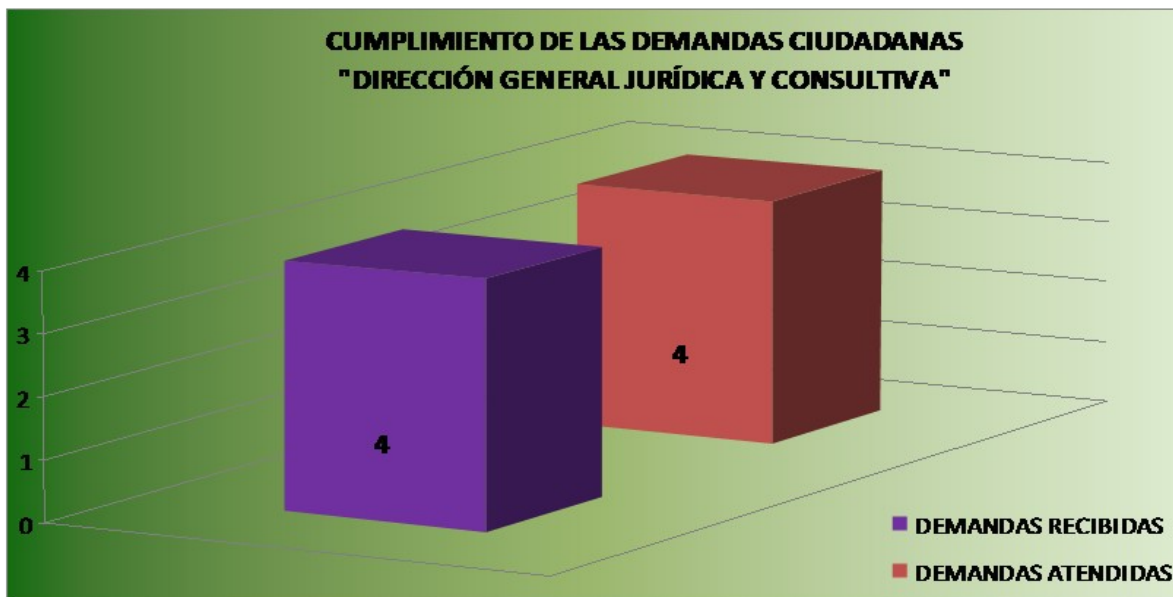 CUMPLIMIENTO DE LAS DEMANDAS CIUDADANAS
"DIRECCIÓN GENERAL JURÍDICA Y CONSULTIVA"
4
3
2
1
0
4
4
DEMANDAS RECIBIDAS
DEMANDAS ATENDIDAS